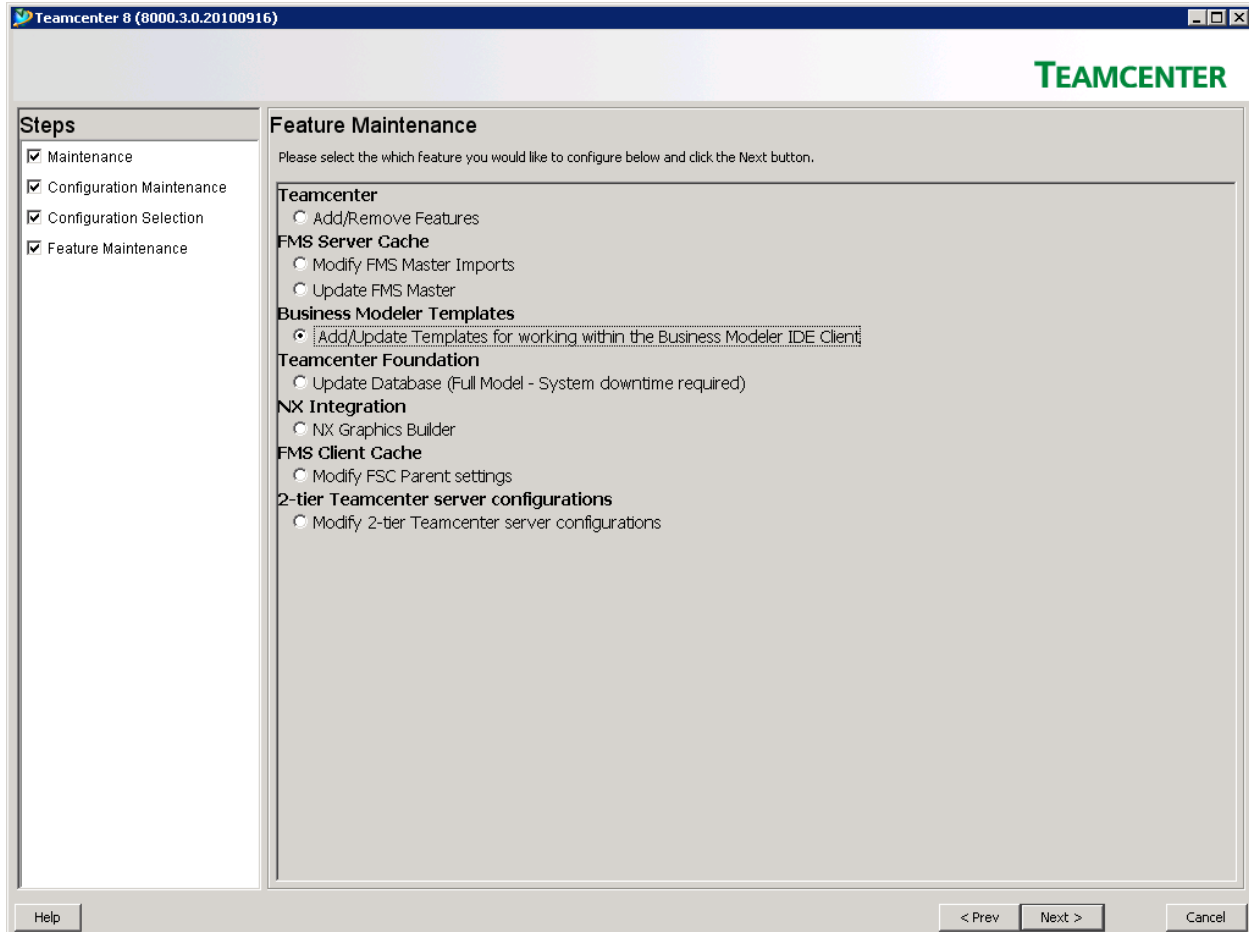 Teamcenter 8 (8000.3.0.20100916)
TEAMCENTER
Steps
Maintenance
Configuration Maintenance
Configuration Selection
Feature Maintenance
Feature Maintenance
Please select the which feature you would like to configure below and click the Next button.
Teamcenter
Add/Remove Features
FMS Server Cache
Modify FMS Master Imports
Update FMS Master
Business Modeler Templates
Add/Update Templates for working within the Business Modeler IDE Client
Teamcenter Foundation
Update Database (Full Model - System downtime required)
NX Integration
NX Graphics Builder
FMS Client Cache
Modify FSC Parent settings
2-tier Teamcenter server configurations
Modify 2-tier Teamcenter server configurations
Help
< Prev
Next >
Cancel